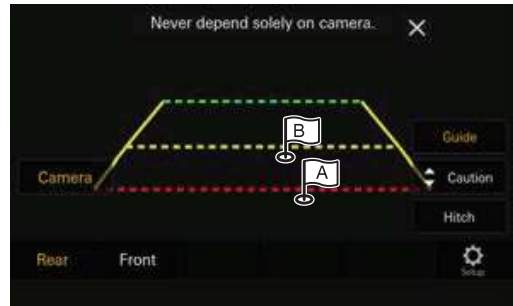 Never depend solely on camera.
B
Guide
A
Camera
Caution
Hitch
Rear
Front
Setup